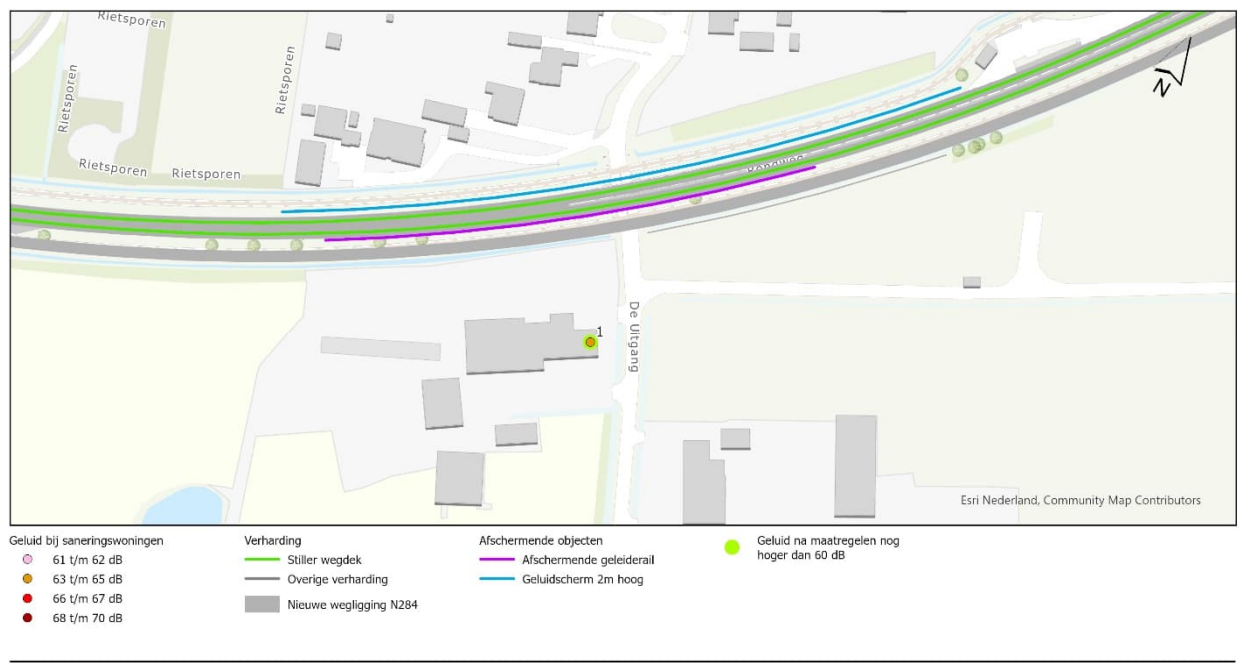 Rietsporen
Rietsporen
Rietsporen
Rietsporen
Rietsporen
N
Rondweg
De Uitgang
1
Esri Nederland, Community Map Contributors
Geluid bij saneringswoningen
61 t/m 62 dB
63 t/m 65 dB
66 t/m 67 dB
68 t/m 70 dB
Verharding
Stiller wegdek
Overige verharding
Nieuwe wegligging N284
Afschermende objecten
Afschermende geleiderail
Geluidscherm 2m hoog
Geluid na maatregelen nog
hoger dan 60 dB